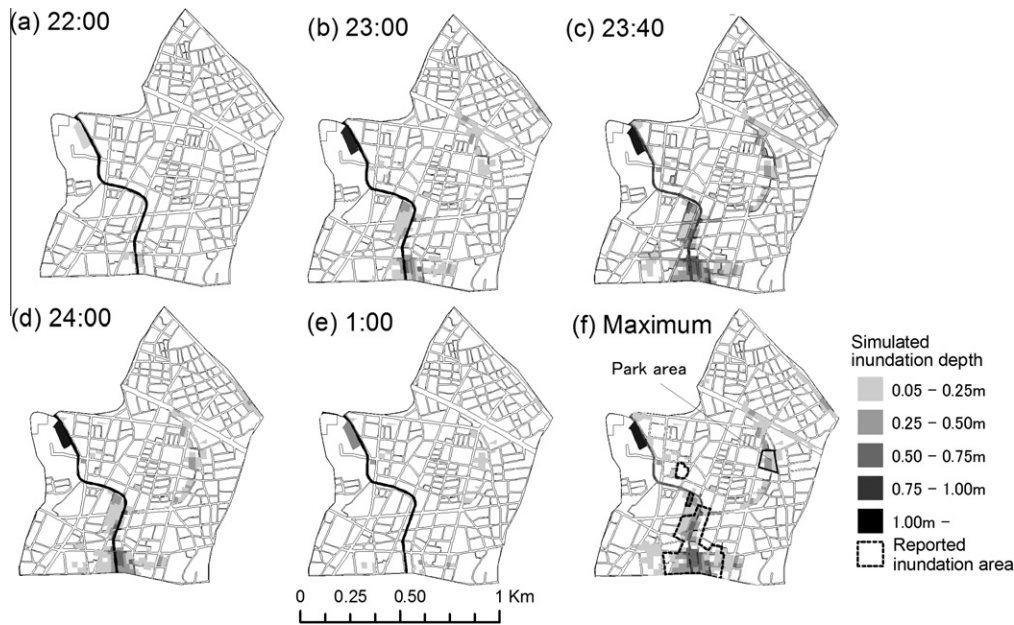 (a) 22:00
(b) 23:00
(c) 23:40
(d) 24:00
(e) 1:00
(f) Maximum
Park area
Simulated
inundation depth
0.05 - 0.25m
0.25 - 0.50m
0.50 - 0.75m
0.75 - 1.00m
1.00m -
Reported
inundation area
0 0.25 0.50 1 Km